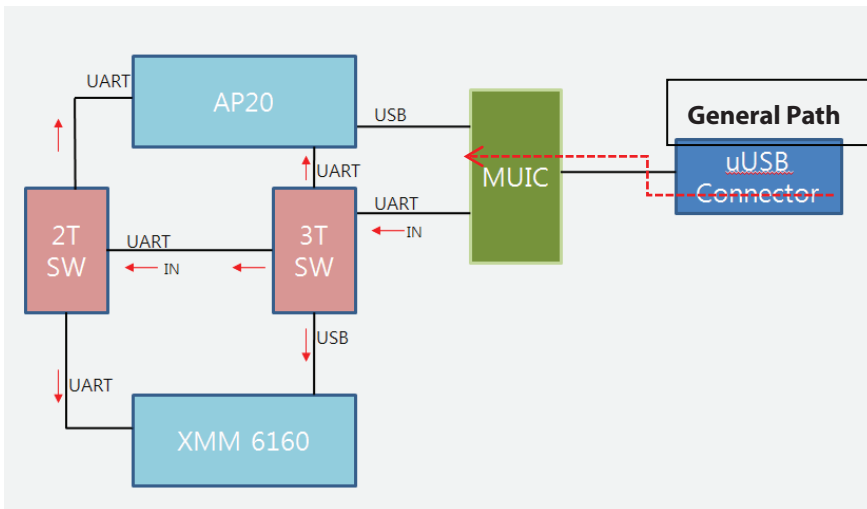 UART
AP20
USB
General Path
uUSB
Connector
MUIC
UART
UART
IN
2T
SW
UART
IN
3T
SW
USB
UART
XMM 6160